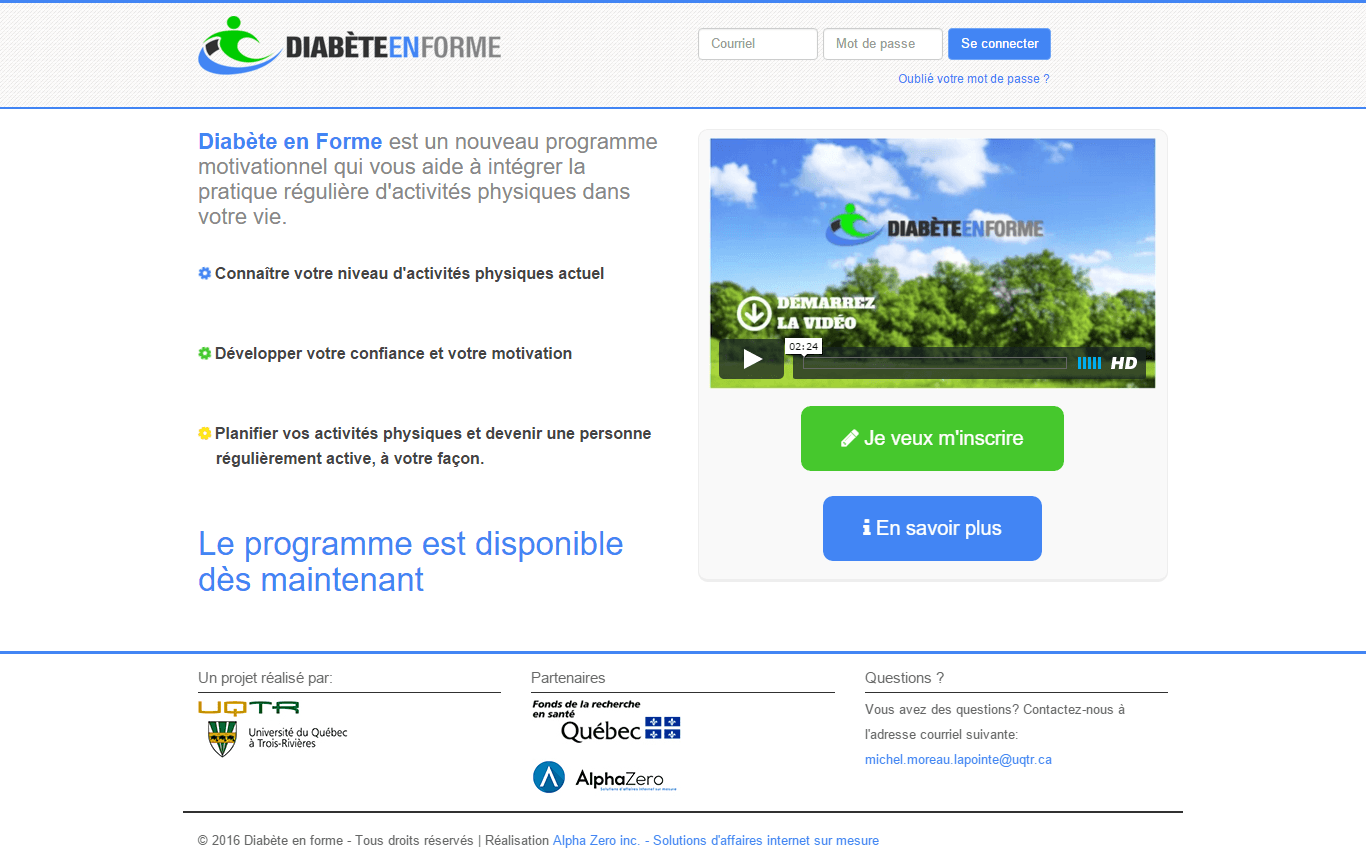 DIABÈTEENFORME
Courriel
Mot de passe
Se connecter
Oublié votre mot de passe ?
Diabète en Forme est un nouveau programme
motivationnel qui vous aide à intégrer la
pratique régulière d'activités physiques dans
votre vie.
Connaître votre niveau d'activités physiques actuel
Développer votre confiance et votre motivation
Planifier vos activités physiques et devenir une personne
régulièrement active, à votre façon.
Le programme est disponible
dès maintenant
DIABÈTEENFORME
DÉMARREZ
LA VIDÉO
02:24
HD
Je veux m'inscrire
En savoir plus
Un projet réalisé par:
UQTR
Université du Québec
à Trois-Rivières
Partenaires
Fonds de la recherche
en santé
Québec
AlphaZero
Solutions d'affaires internet sur mesure
Questions ?
Vous avez des questions? Contactez-nous à
l'adresse courriel suivante:
michel.moreau.lapointe@uqtr.ca
© 2016 Diabète en forme - Tous droits réservés | Réalisation Alpha Zero inc. - Solutions d'affaires internet sur mesure